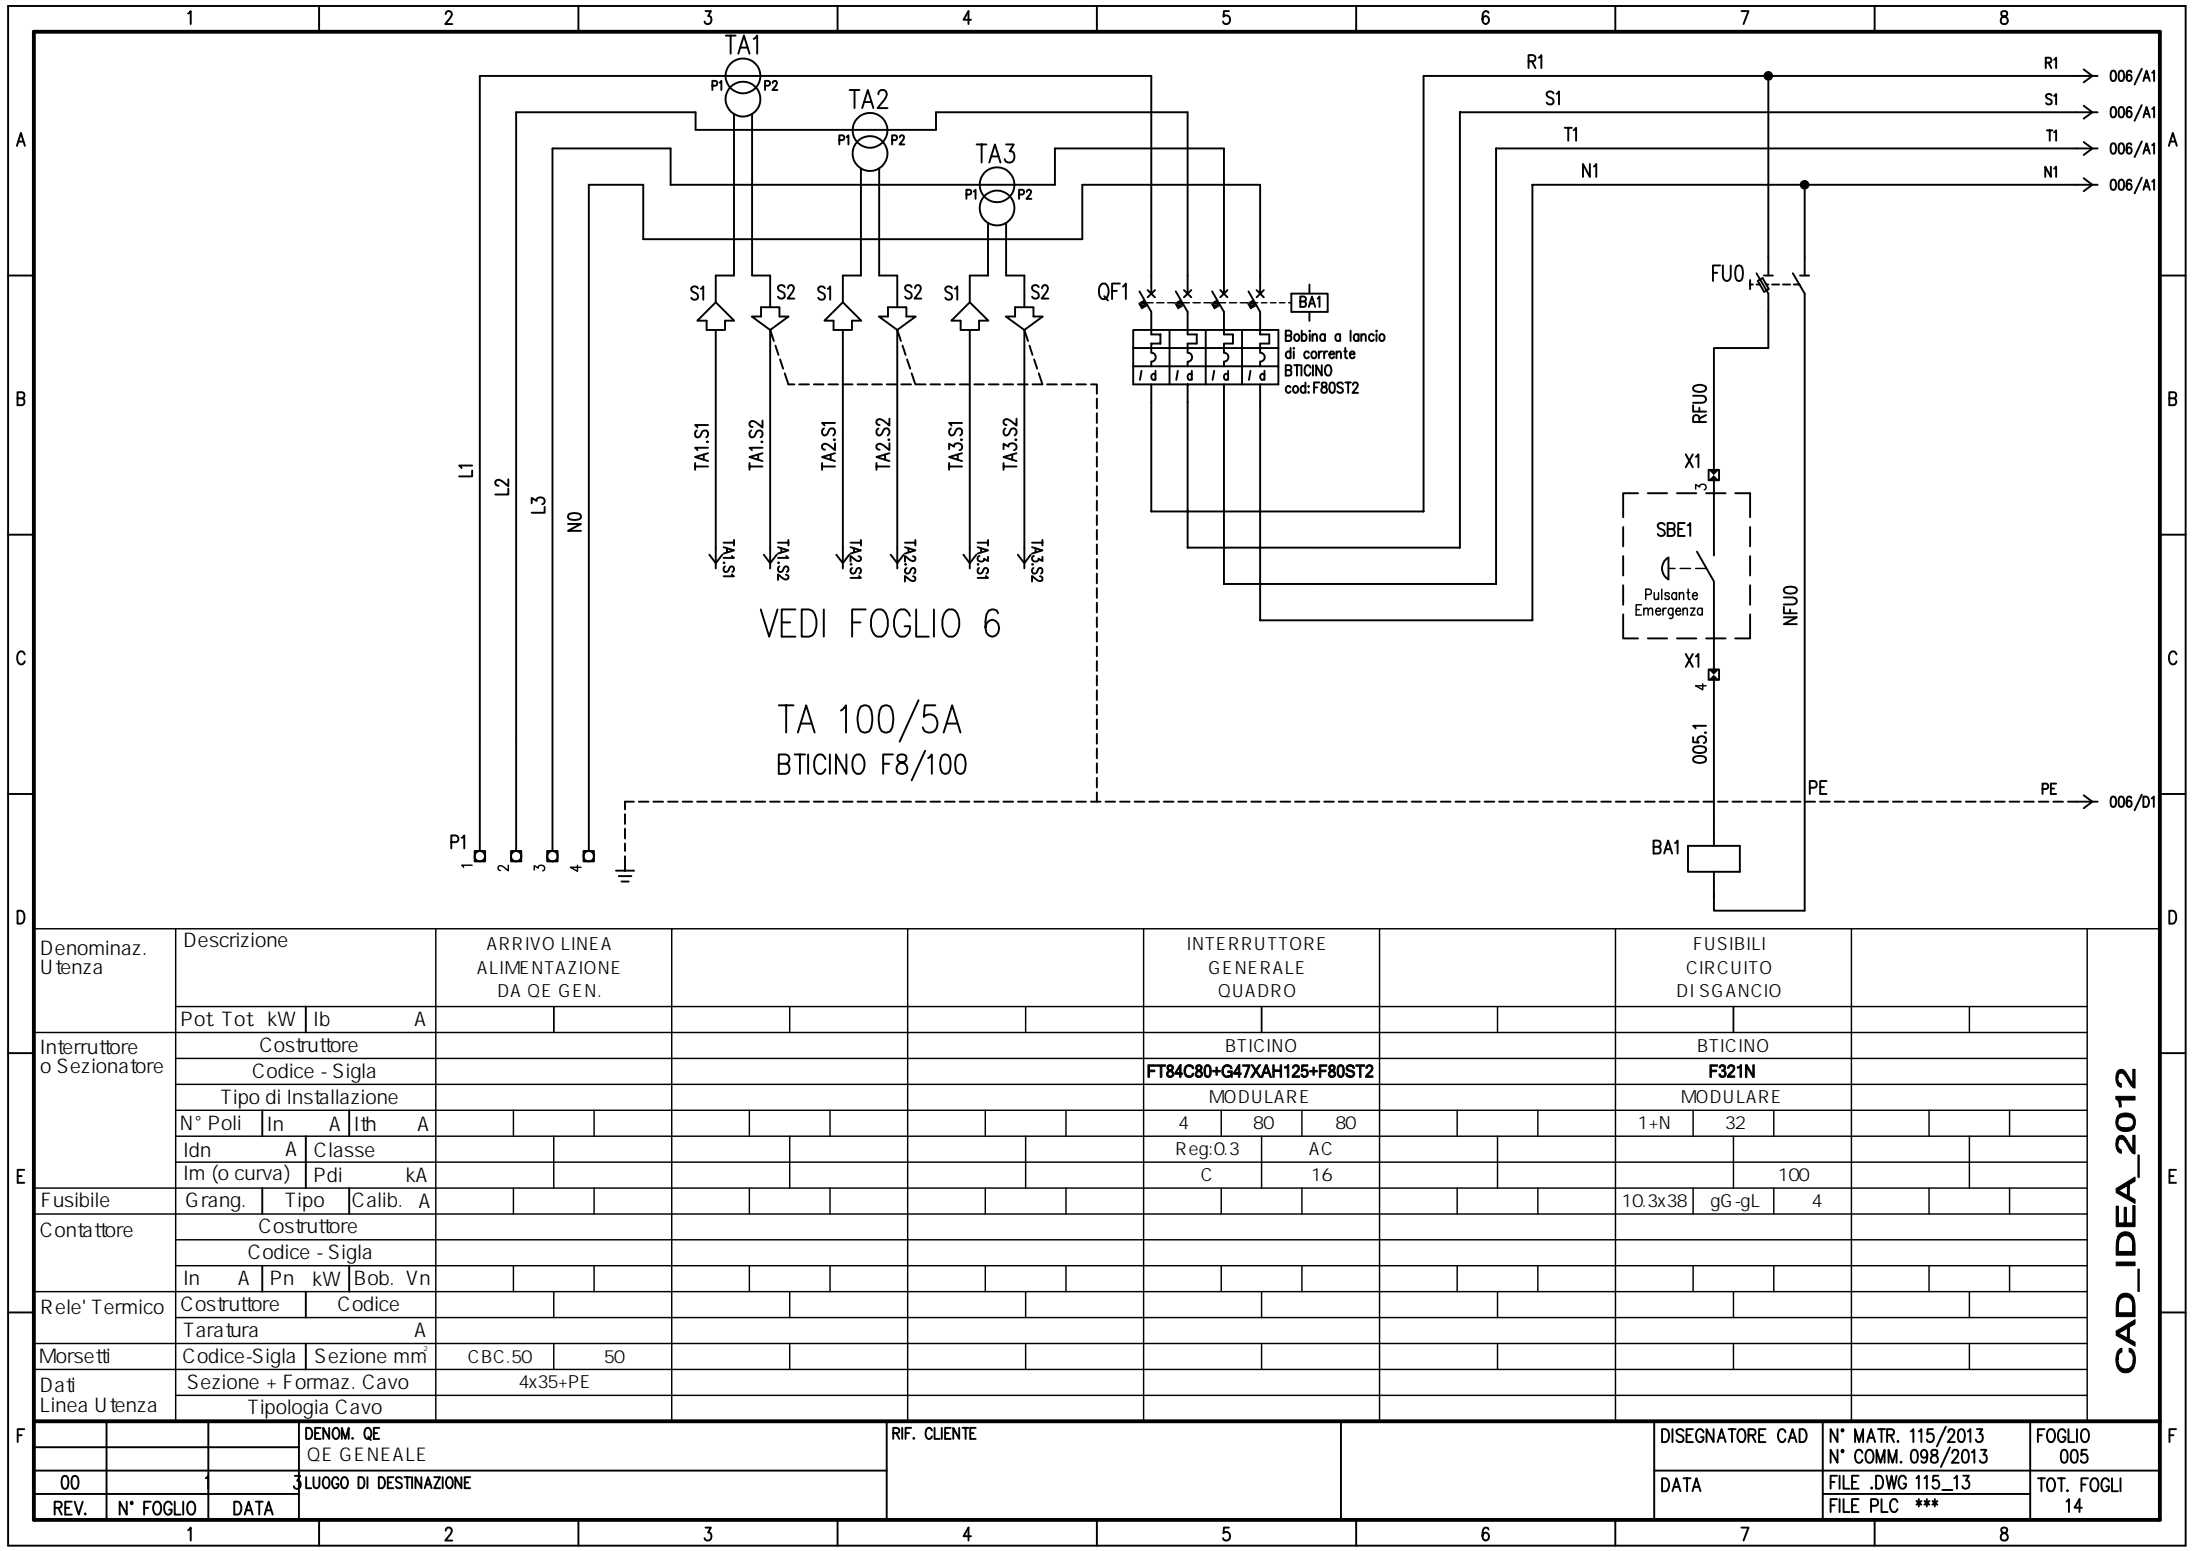 1 2 3 4 5 6 7 8
A
B
C
D
E
F
A
B
C
D
E
F
TA1
P1 P2
TA2
P1 P2
TA3
P1 P2
R1 R1 006/A1
S1 S1 006/A1
T1 T1 006/A1
N1 N1 006/A1
S1 S2 S1 S2 S1 S2
QF1
BA1
FU0
Bobina a lancio
di corrente
BTICINO
cod:F80ST2
I d I d I d I d
L1
L2
L3
N0
TA1.S1
TA1.S2
TA2.S1
TA2.S2
TA3.S1
TA3.S2
RFU0
X1
3
SBE1
Pulsante
Emergenza
NFU0
X1
4
005.1
TA1.S1
TA1.S2
TA2.S1
TA2.S2
TA3.S1
TA3.S2
VEDI FOGLIO 6
TA 100/5A
BTICINO F8/100
PE PE 006/D1
P1
1
2
3
4
BA1
Denominaz.
Utenza
Descrizione
ARRIVO LINEA
ALIMENTAZIONE
DA QE GEN.
INTERRUTTORE
GENERALE
QUADRO
FUSIBILI
CIRCUITO
DI SGANCIO
Pot Tot kW Ib A
Interruttore
o Sezionatore
Costruttore BTICINO BTICINO
Codice - Sigla FT84C80+G47XAH125+F80ST2 F321N
Tipo di Installazione MODULARE MODULARE
N° Poli In A Ith A 4 80 80 1+N 32
Idn A Classe Reg:0.3 AC
Im (o curva) Pdi kA C 16 100
Fusibile Grang. Tipo Calib. A 10.3x38 gG-gL 4
Contattore Costruttore
Codice - Sigla
In A Pn kW Bob. Vn
Rele' Termico Costruttore Codice
Taratura A
Morsetti Codice-Sigla Sezione mm² CBC.50 50
Dati
Linea Utenza
Sezione + Formaz. Cavo 4x35+PE
Tipologia Cavo
CAD_IDEA_2012
DENOM. QE
QE GENEALE
RIF. CLIENTE
DISEGNATORE CAD
N° MATR. 115/2013
N° COMM. 098/2013
FOGLIO
005
00 1 3
LUOGO DI DESTINAZIONE
DATA
FILE .DWG 115_13
FILE PLC ***
TOT. FOGLI
14
REV. N° FOGLIO DATA
1 2 3 4 5 6 7 8